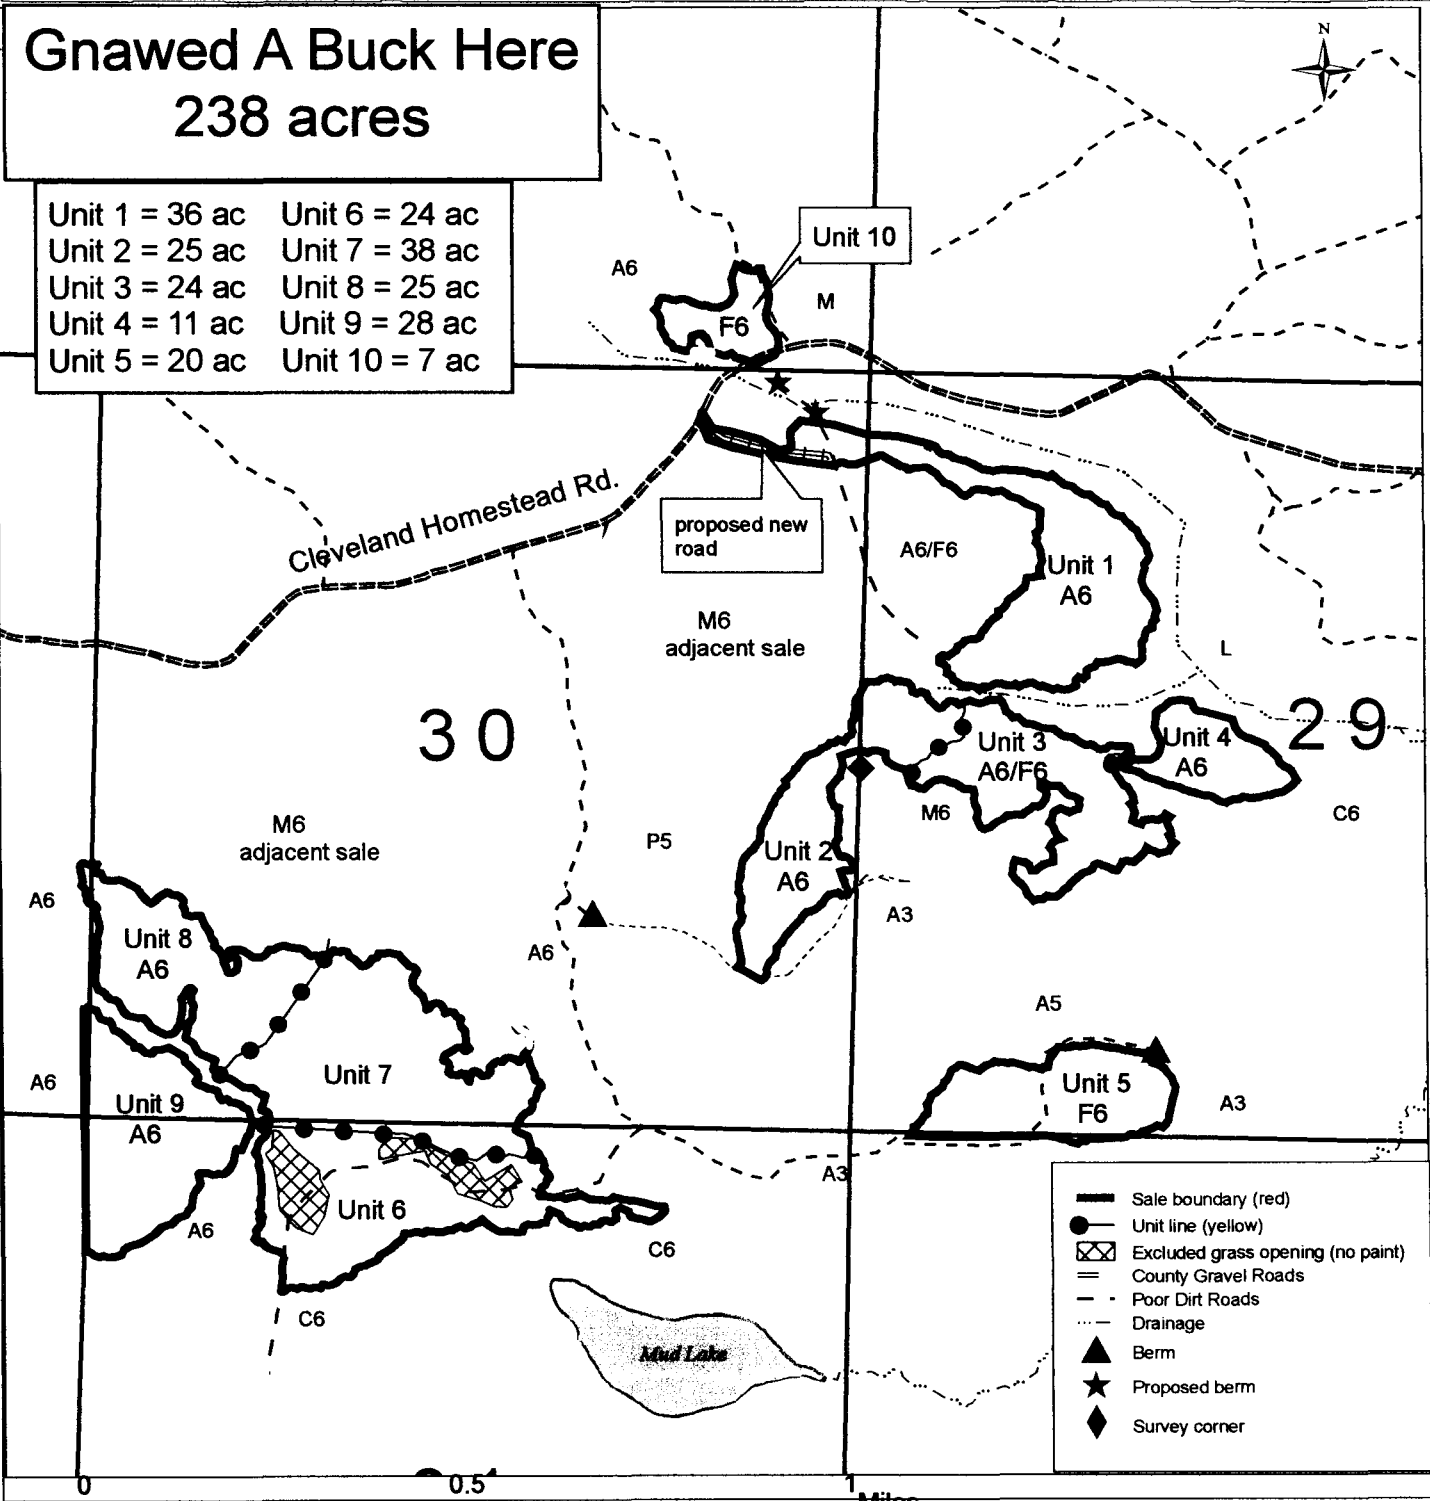 Gnawed A Buck Here
238 acres
N
Unit 1 = 36 ac Unit 6 = 24 ac
Unit 2 = 25 ac Unit 7 = 38 ac
Unit 3 = 24 ac Unit 8 = 25 ac
Unit 4 = 11 ac Unit 9 = 28 ac
Unit 5 = 20 ac Unit 10 = 7 ac
Unit 10
A6
M
F6
Cleveland Homestead Rd.
proposed new
road
A6/F6
Unit 1
A6
M6
adjacent sale
L
30
29
Unit 3
A6/F6
Unit 4
A6
M6
C6
M6
adjacent sale
P5
Unit 2
A6
A6
A3
Unit 8
A6
A6
A5
Unit 7
A6
Unit 5
F6
A3
Unit 9
A6
A3
Unit 6
A6
C6
C6
Mud Lake
Sale boundary (red)
Unit line (yellow)
Excluded grass opening (no paint)
County Gravel Roads
Poor Dirt Roads
Drainage
Berm
Proposed berm
Survey corner
0 0.5 1
Miles